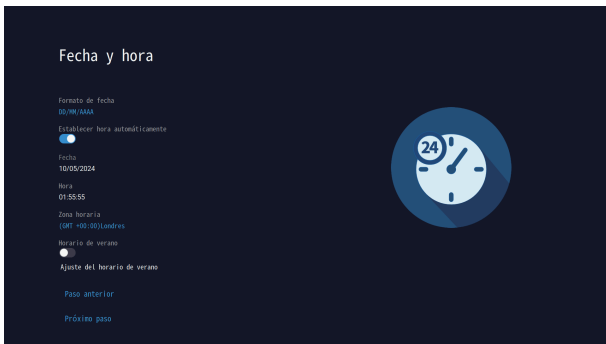 Fecha y hora
Formato de fecha
DD/MM/AAAA
Establecer hora automáticamente
Fecha
10/05/2024
Hora
01:55:55
Zona horaria
(GMT +00:00)Londres
Horario de verano
Ajuste del horario de verano
Paso anterior
Próximo paso
24